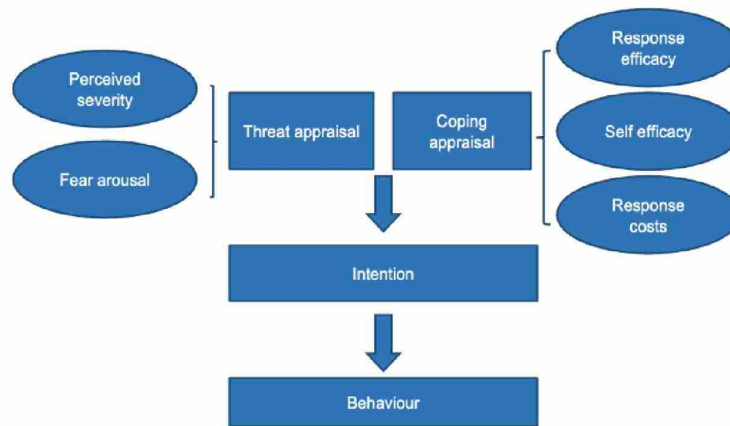 Perceived
severity
Fear arousal
Threat appraisal
Coping
appraisal
Response
efficacy
Self efficacy
Response
costs
Intention
Behaviour